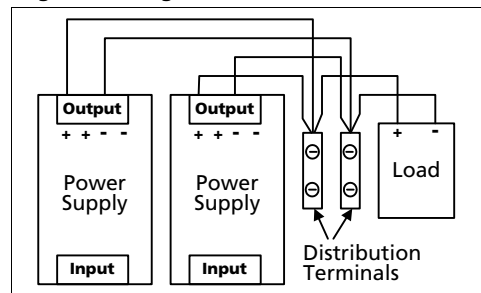 Output
+ + - -
Power
Supply
Input
Output
+ + - -
Power
Supply
Input
+ -
Load
Distribution
Terminals